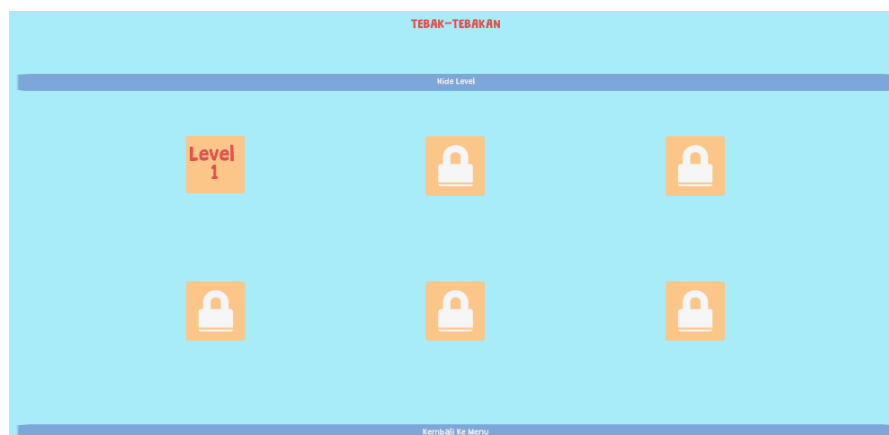 TEBAK-TEBAKAN
Hide Level
Level
1
Kembali Ke Menu